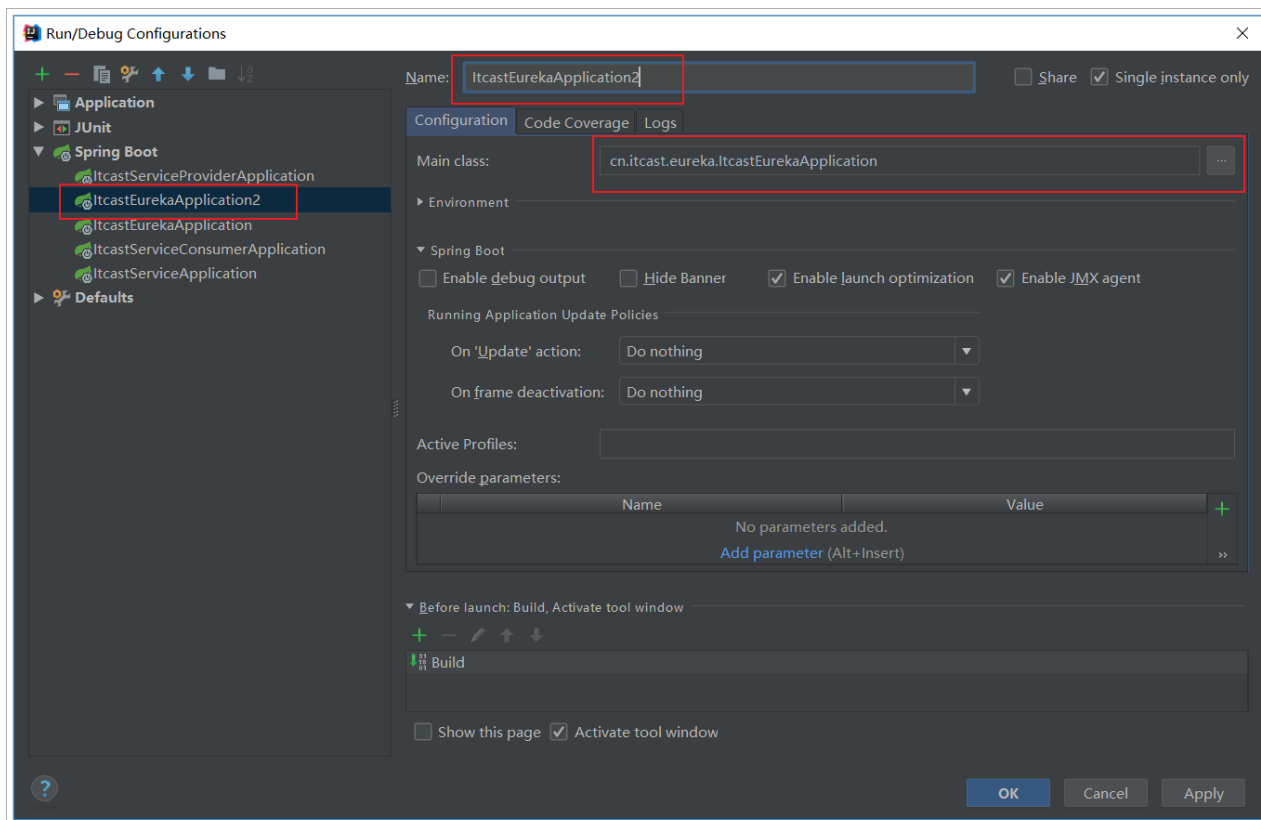 Run/Debug Configurations
Name: ItcastEurekaApplication2 Share Single instance only
Application
JUnit
Spring Boot
ItcastServiceProviderApplication
ItcastEurekaApplication2
ItcastEurekaApplication
ItcastServiceConsumerApplication
ItcastServiceApplication
Defaults
Configuration Code Coverage Logs
Main class: cn.itcast.eureka.ItcastEurekaApplication ...
Environment
Spring Boot
Enable debug output Hide Banner Enable launch optimization Enable JMX agent
Running Application Update Policies
On 'Update' action: Do nothing
On frame deactivation: Do nothing
Active Profiles:
Override parameters:
Name Value
No parameters added.
Add parameter (Alt+Insert)
Before launch: Build, Activate tool window
Build
Show this page Activate tool window
? OK Cancel Apply